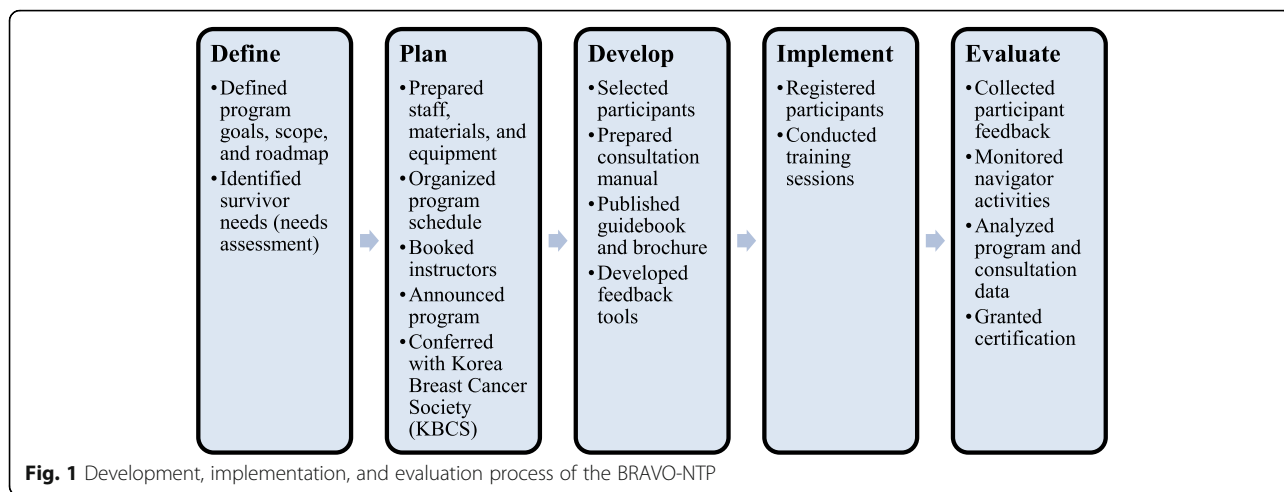 Define
•Defined
program
goals, scope,
and roadmap
•Identified
survivor
needs (needs
assessment)
Plan
•Prepared
staff,
materials, and
equipment
•Organized
program
schedule
•Booked
instructors
•Announced
program
•Conferred
with Korea
Breast Cancer
Society
(KBCS)
Develop
•Selected
participants
•Prepared
consultation
manual
•Published
guidebook
and brochure
•Developed
feedback
tools
Implement
•Registered
participants
•Conducted
training
sessions
Evaluate
•Collected
participant
feedback
•Monitored
navigator
activities
•Analyzed
program and
consultation
data
•Granted
certification
Fig. 1 Development, implementation, and evaluation process of the BRAVO-NTP